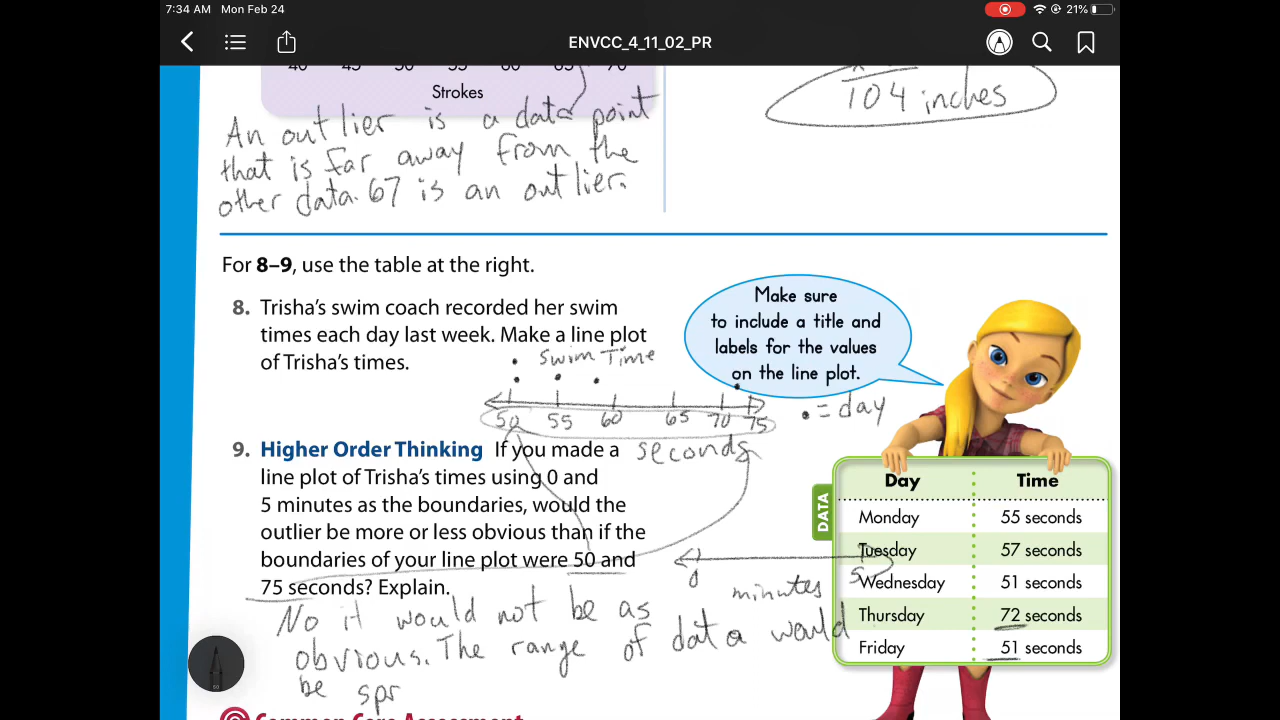 7:34 AM Mon Feb 24
21%
ENVCC_4_11_02_PR
Strokes
104 inches
An outlier is a data point
that is far away from the
other data. 67 is an outlier.
For 8–9, use the table at the right.
8. Trisha's swim coach recorded her swim
times each day last week. Make a line plot
of Trisha's times.
Swim Time
50 55 60 65 70 75
seconds
• = day
Make sure
to include a title and
labels for the values
on the line plot.
9. Higher Order Thinking If you made a
line plot of Trisha's times using 0 and
5 minutes as the boundaries, would the
outlier be more or less obvious than if the
boundaries of your line plot were 50 and
75 seconds? Explain.
0 5
minutes
No it would not be as
obvious. The range of data would
be spr
DATA
Day Time
Monday 55 seconds
Tuesday 57 seconds
Wednesday 51 seconds
Thursday 72 seconds
Friday 51 seconds
50
Common Core Assessment